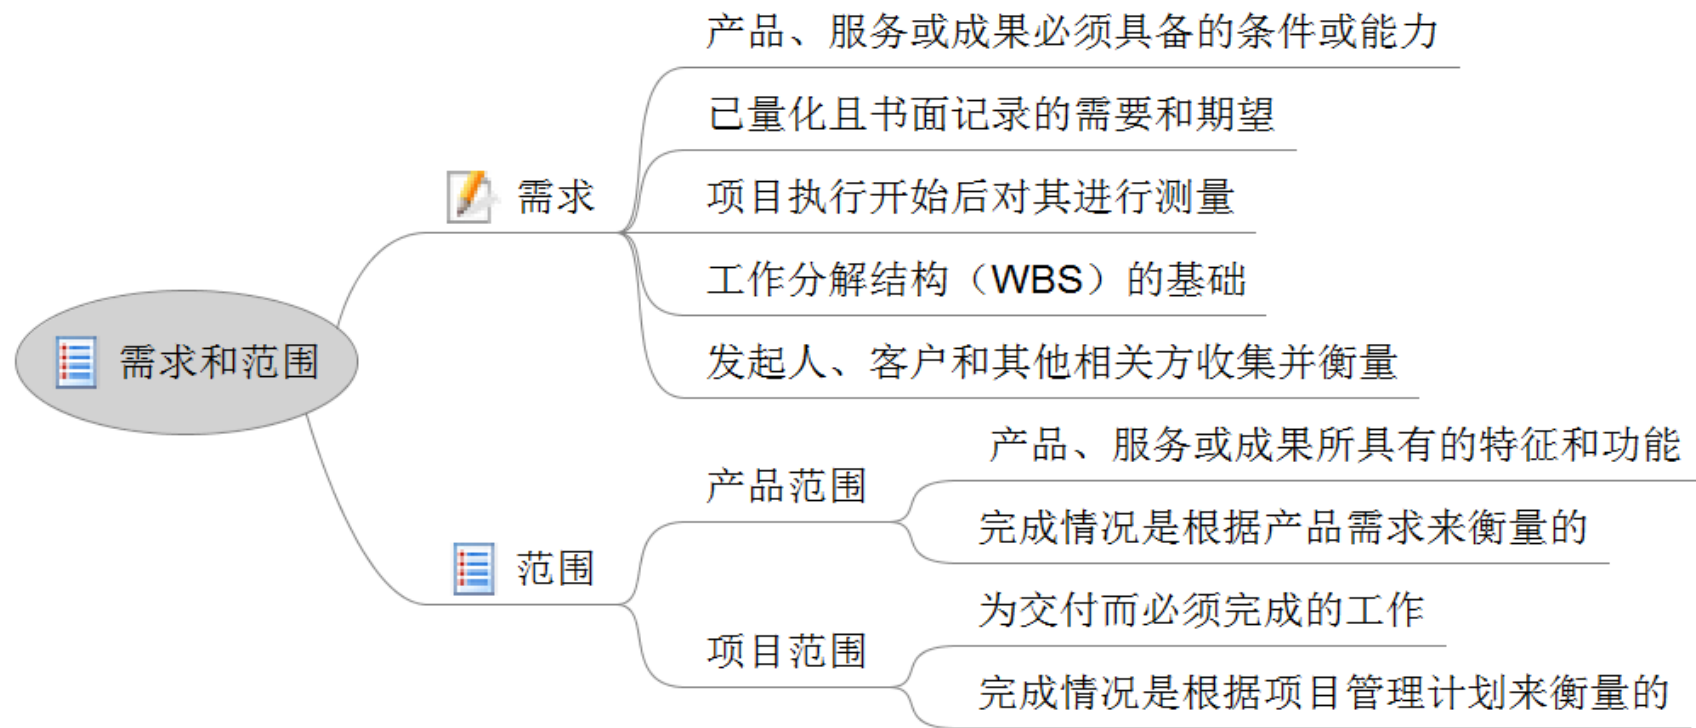 产品、服务或成果必须具备的条件或能力
已量化且书面记录的需要和期望
需求
项目执行开始后对其进行测量
工作分解结构（WBS）的基础
需求和范围
发起人、客户和其他相关方收集并衡量
产品、服务或成果所具有的特征和功能
产品范围
完成情况是根据产品需求来衡量的
范围
为交付而必须完成的工作
项目范围
完成情况是根据项目管理计划来衡量的